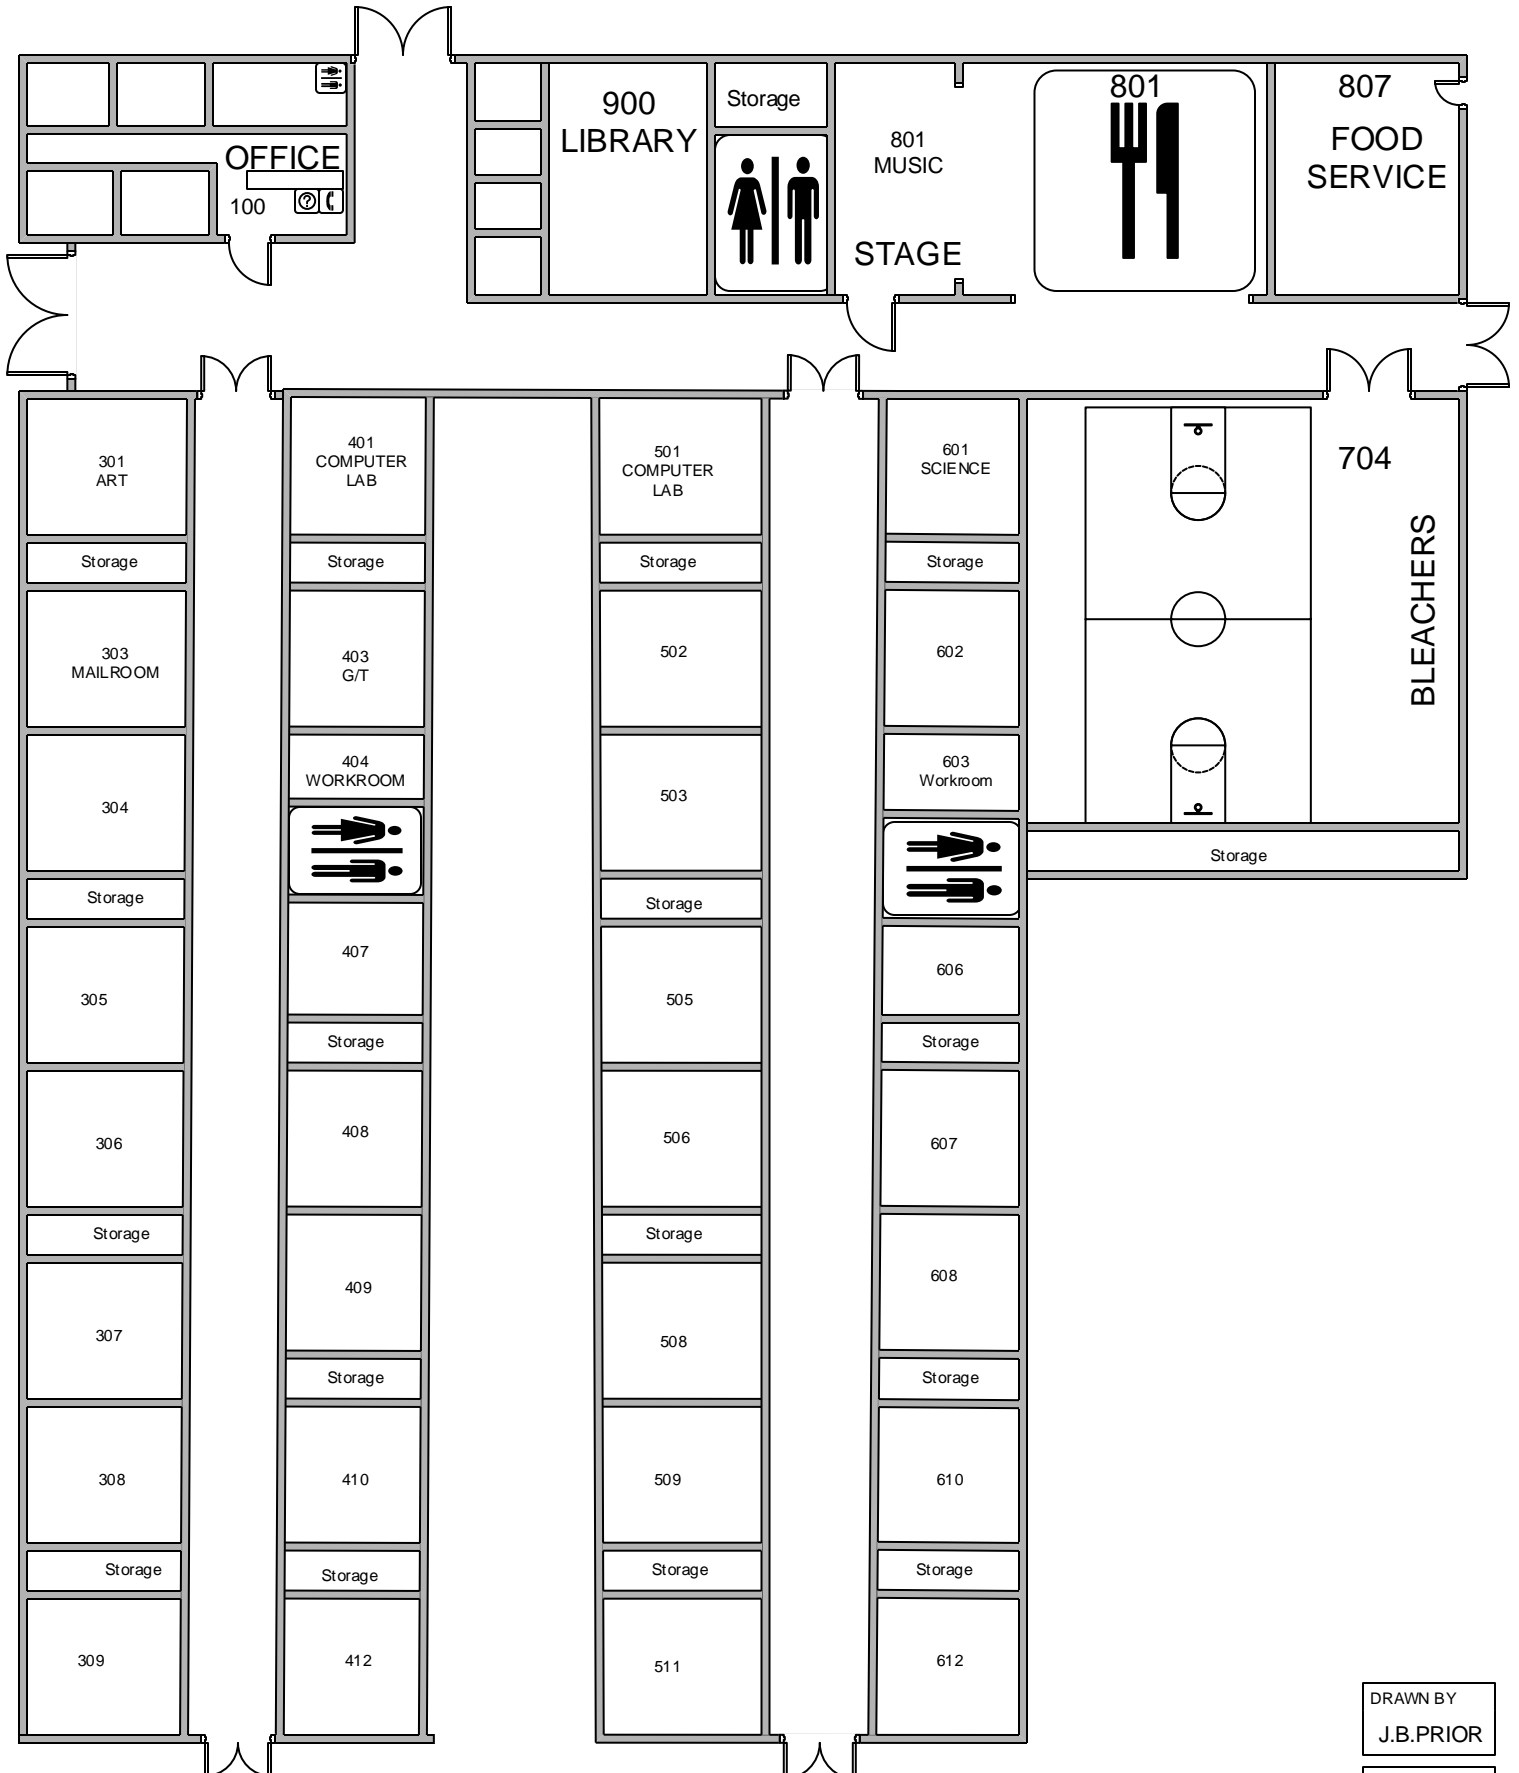 801
807
900
LIBRARY
Storage
FOOD
SERVICE
801
MUSIC
OFFICE
?
100
STAGE
301
ART
401
COMPUTER
LAB
501
COMPUTER
LAB
601
SCIENCE
704
BLEACHERS
Storage
Storage
Storage
Storage
303
MAILROOM
403
G/T
502
602
404
WORKROOM
503
603
Workroom
304
Storage
Storage
Storage
407
606
305
505
Storage
Storage
306
408
506
607
Storage
Storage
409
608
307
508
Storage
Storage
308
410
509
610
Storage
Storage
Storage
Storage
309
412
511
612
DRAWN BY
J.B.PRIOR